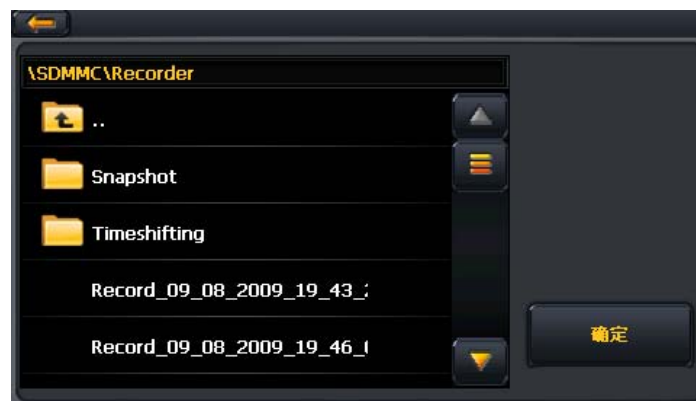 \SDMMC\Recorder
..
Snapshot
Timeshifting
Record_09_08_2009_19_43_
Record_09_08_2009_19_46_
确定